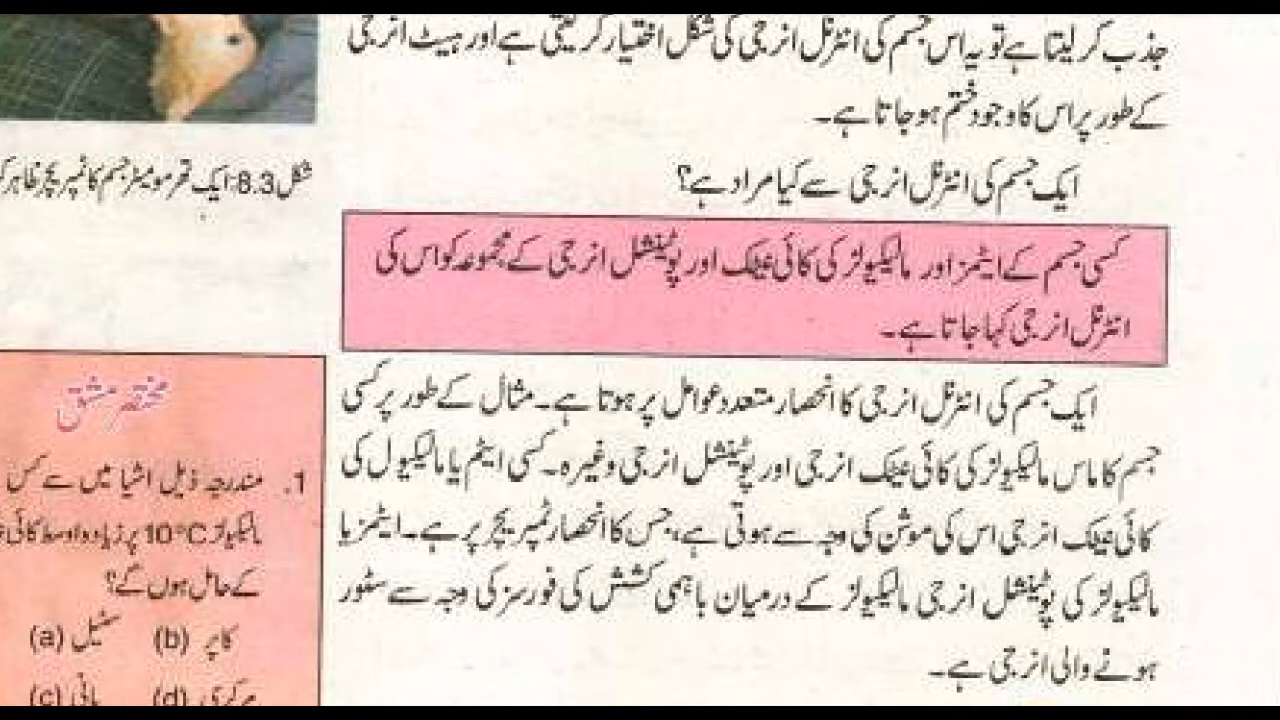 جذب کر لیتا ہے تو یہ اس جسم کی انٹرنل انرجی کی شکل اختیار کر لیتی ہے اور ہیٹ انرجی
کے طور پر اس کا وجود ختم ہو جاتا ہے۔
ایک جسم کی انٹرنل انرجی سے کیا مراد ہے؟
کسی جسم کے ایٹمز اور مالیکیولز کی کائی نیٹک اور پوٹینشل انرجی کے مجموعہ کو اس کی
انٹرنل انرجی کہا جاتا ہے۔
ایک جسم کی انٹرنل انرجی کا انحصار متعدد عوامل پر ہوتا ہے۔ مثال کے طور پر کسی
جسم کا ماس مالیکیولز کی کائی نیٹک انرجی اور پوٹینشل انرجی وغیرہ۔ کسی ایٹم یا مالیکیول کی
کائی نیٹک انرجی اس کی موشن کی وجہ سے ہوتی ہے، جس کا انحصار ٹمپریچر پر ہے۔ ایٹمز یا
مالیکیولز کی پوٹینشل انرجی مالیکیولز کے درمیان باہمی کشش کی فورسز کی وجہ سے سٹور
ہونے والی انرجی ہے۔
شکل 8.3: ایک تھرمومیٹر جسم کا ٹمپریچر ظاہر
مختصر مشق
1. مندرجہ ذیل اشیا میں سے کس
مالیکیولز 10°C پر زیادہ اوسط کائی
کے حامل ہوں گے؟
(a) سٹیل (b) کاپر
(c) پانی (d) مرکری